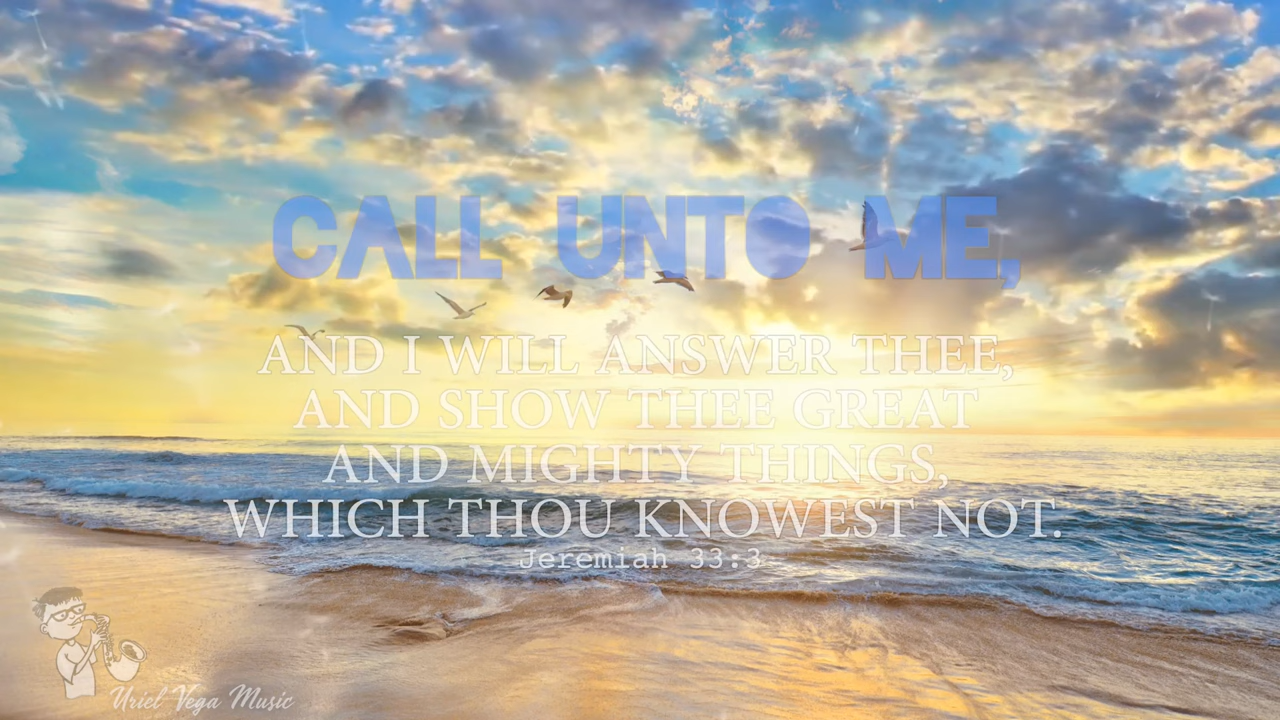 CALL UNTO ME,
AND I WILL ANSWER THEE,
AND SHOW THEE GREAT
AND MIGHTY THINGS,
WHICH THOU KNOWEST NOT.
Jeremiah 33:3
Uriel Vega Music